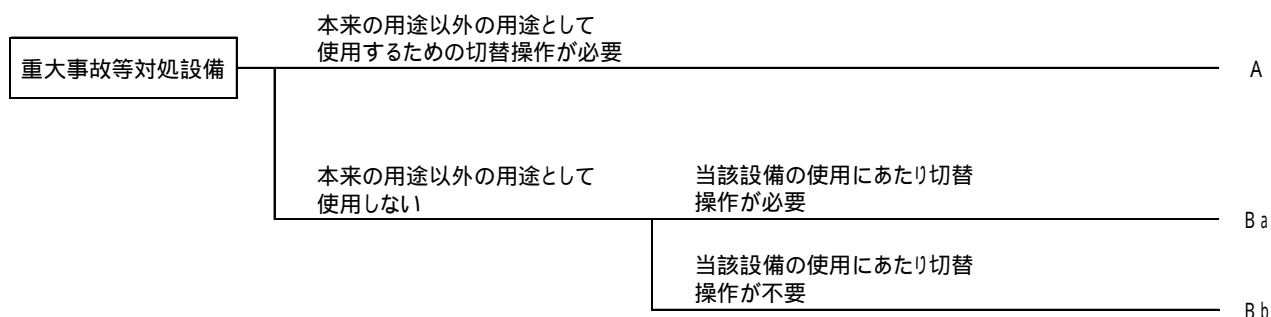 本来の用途以外の用途として
使用するための切替操作が必要
重大事故等対処設備
A
本来の用途以外の用途として
使用しない
当該設備の使用にあたり切替
操作が必要
B a
当該設備の使用にあたり切替
操作が不要
B b